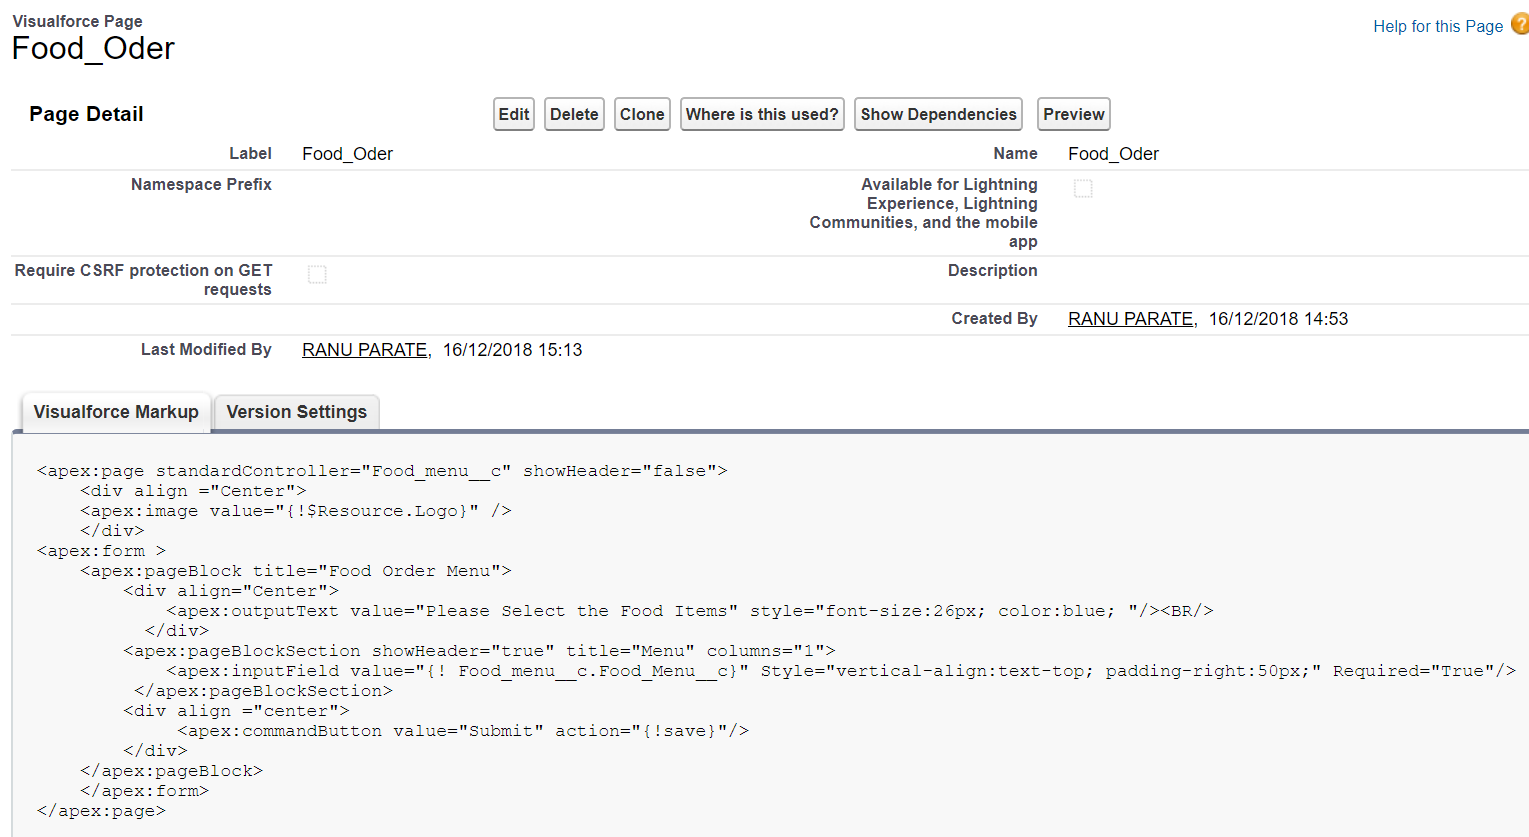 Visualforce Page
Food_Oder
Help for this Page ?
Page Detail
Edit Delete Clone Where is this used? Show Dependencies Preview
Label Food_Oder Name Food_Oder
Namespace Prefix
Available for Lightning
Experience, Lightning
Communities, and the mobile
app
Require CSRF protection on GET
requests
Description
Created By RANU PARATE, 16/12/2018 14:53
Last Modified By RANU PARATE, 16/12/2018 15:13
Visualforce Markup Version Settings
<apex:page standardController="Food_menu__c" showHeader="false">
<div align ="Center">
<apex:image value="{!$Resource.Logo}" />
</div>
<apex:form >
<apex:pageBlock title="Food Order Menu">
<div align="Center">
<apex:outputText value="Please Select the Food Items" style="font-size:26px; color:blue; "/><BR/>
</div>
<apex:pageBlockSection showHeader="true" title="Menu" columns="1">
<apex:inputField value="{! Food_menu__c.Food_Menu__c}" Style="vertical-align:text-top; padding-right:50px;" Required="True"/>
</apex:pageBlockSection>
<div align ="center">
<apex:commandButton value="Submit" action="{!save}"/>
</div>
</apex:pageBlock>
</apex:form>
</apex:page>